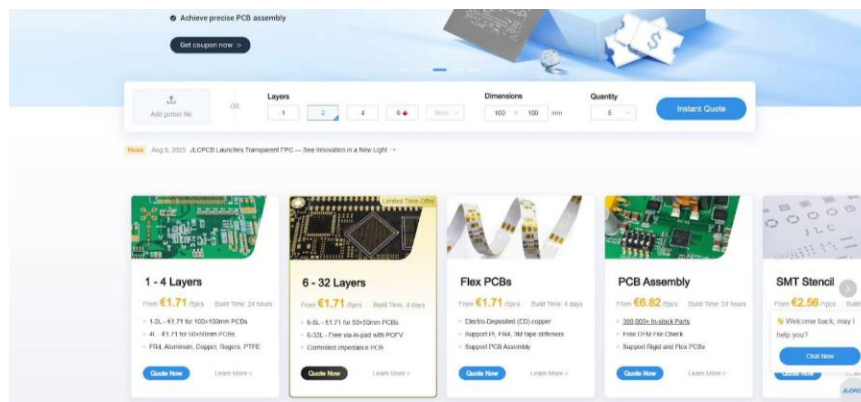 Achieve precise PCB assembly
Get coupon now >
Add gerber file
OR
Layers
1
2
4
6
More
Dimensions
100
100
mm
Quantity
5
Instant Quote
News Aug 5, 2025 JLCPCB Launches Transparent FPC — See Innovation in a New Light
1 - 4 Layers
From €1.71 /5pcs Build Time: 24 hours
1-2L - €1.71 for 100×100mm PCBs
4L - €1.71 for 50×50mm PCBs
FR4, Aluminum, Copper, Rogers, PTFE
Quote Now
Learn More >
Limited Time Offer
6 - 32 Layers
From €1.71 /5pcs Build Time: 4 days
6-8L - €1.71 for 50×50mm PCBs
6-32L - Free via-in-pad with POFV
Controlled impedance PCB
Quote Now
Learn More >
Flex PCBs
From €1.71 /5pcs Build Time: 4 days
Electro-Deposited (ED) copper
Support PI, FR4, 3M tape stiffeners
Support PCB Assembly
Quote Now
Learn More >
PCB Assembly
From €6.82 /5pcs Build Time: 24 hours
350,000+ In-stock Parts
Free DFM File Check
Support Rigid and Flex PCBs
Quote Now
Learn More >
J L C
SMT Stencil
From €2.56 /1pcs Build
Welcome back, may I
help you?
Chat Now
JLCPC